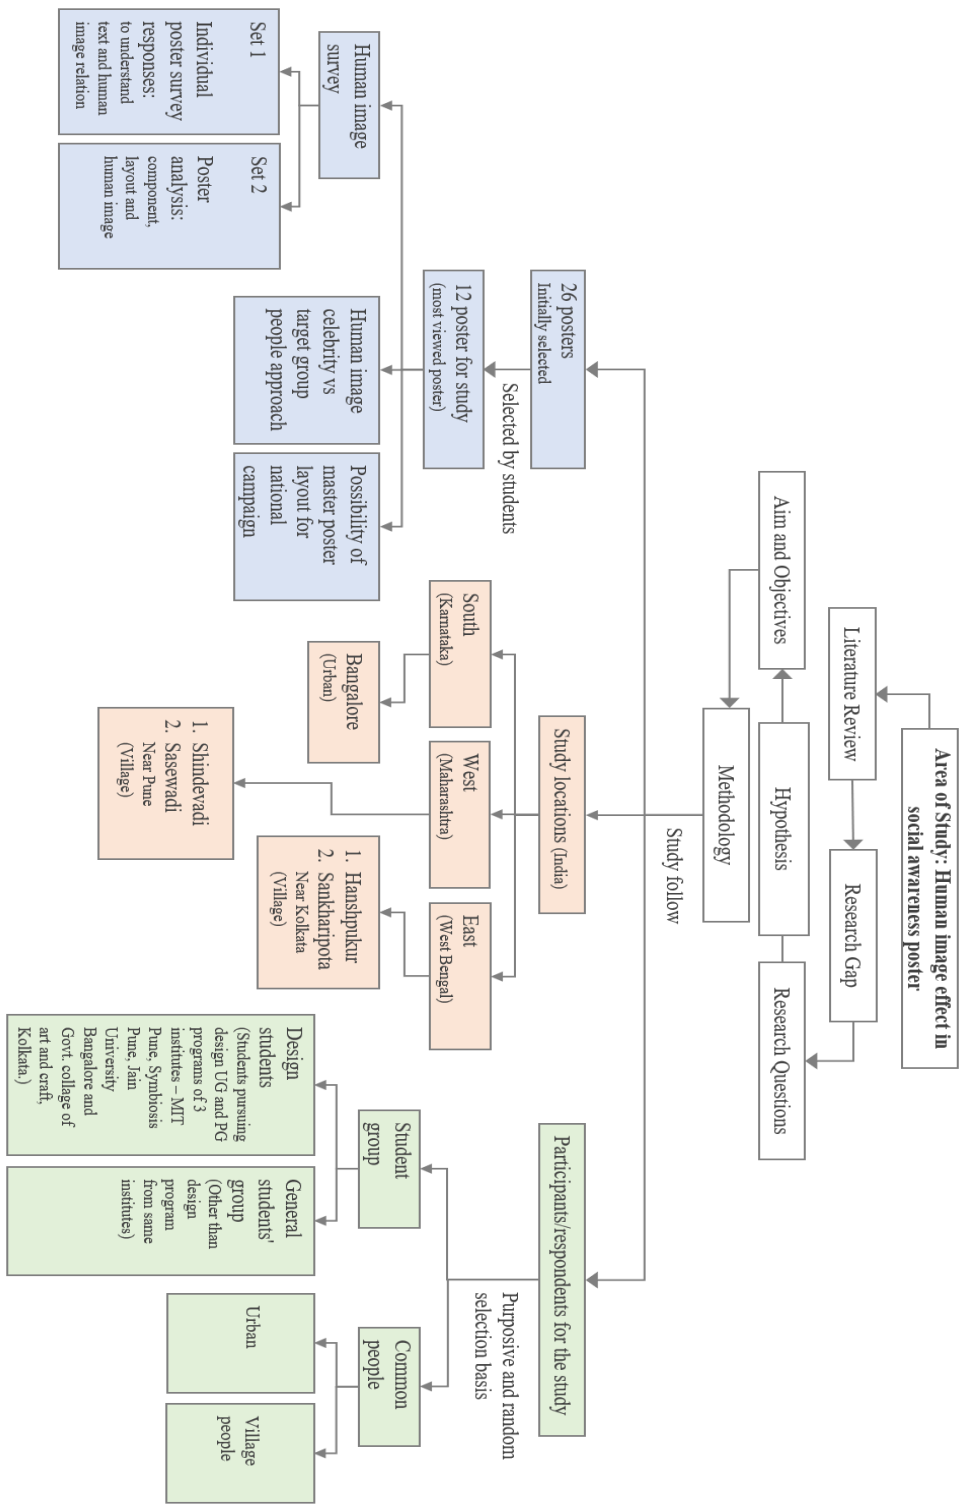 Area of Study: Human image effect in
social awareness poster
Literature Review
Research Gap
Aim and Objectives
Hypothesis
Research Questions
Methodology
Study follow
26 posters
Initially selected
Selected by students
12 poster for study
(most viewed poster)
Human image
survey
Set 1
Individual
poster survey
responses:
to understand
text and human
image relation
Set 2
Poster
analysis:
component,
layout and
human image
Human image
celebrity vs
target group
people approach
Possibility of
master poster
layout for
national
campaign
Study locations (India)
South
(Karnataka)
West
(Maharashtra)
East
(West Bengal)
Bangalore
(Urban)
1. Shindevadi
2. Sasewadi
Near Pune
(Village)
1. Hanshpukur
2. Sankharipota
Near Kolkata
(Village)
Participants/respondents for the study
Purposive and random
selection basis
Student
group
Common
people
Design
students
(Students pursuing
design UG and PG
programs of 3
institutes – MIT
Pune, Symbiosis
Pune, Jain
University
Bangalore and
Govt. collage of
art and craft,
Kolkata.)
General
students'
group
(Other than
design
program
from same
institutes)
Urban
Village
people